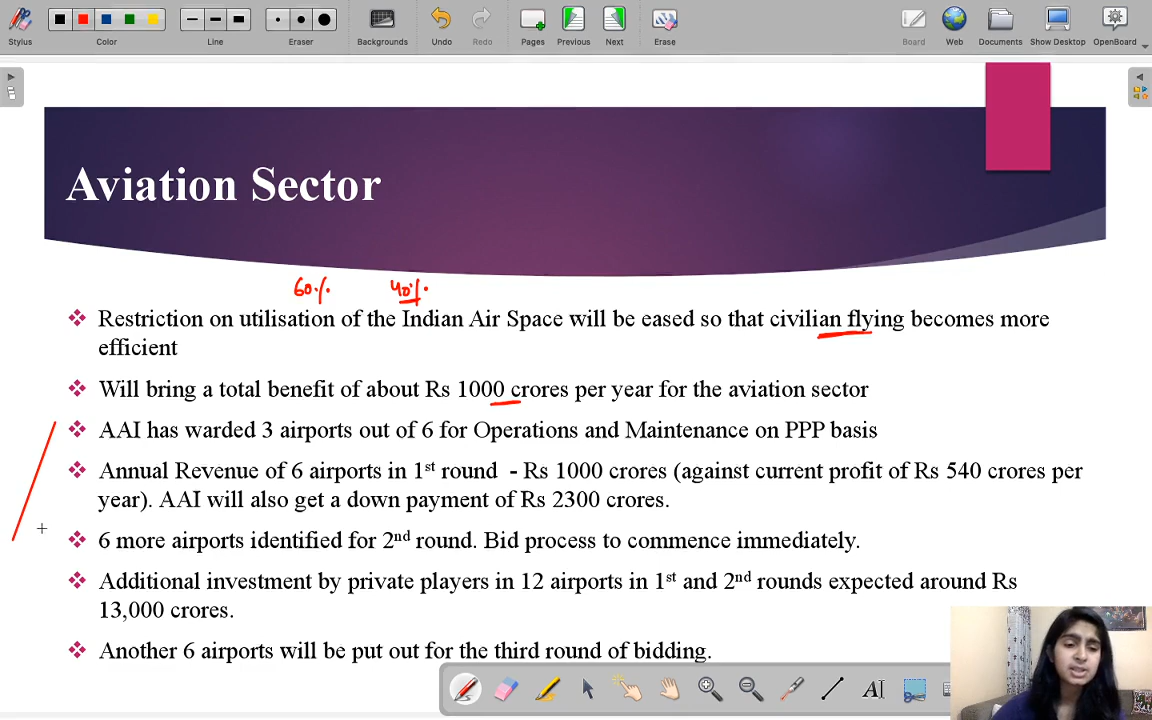 Stylus
Color
Line
Eraser
Backgrounds
Undo
Redo
Pages
Previous
Next
Erase
Board
Web
Documents
Show Desktop
OpenBoard
Aviation Sector
60%
40%
Restriction on utilisation of the Indian Air Space will be eased so that civilian flying becomes more
efficient
Will bring a total benefit of about Rs 1000 crores per year for the aviation sector
AAI has warded 3 airports out of 6 for Operations and Maintenance on PPP basis
Annual Revenue of 6 airports in 1st round - Rs 1000 crores (against current profit of Rs 540 crores per
year). AAI will also get a down payment of Rs 2300 crores.
6 more airports identified for 2nd round. Bid process to commence immediately.
Additional investment by private players in 12 airports in 1st and 2nd rounds expected around Rs
13,000 crores.
Another 6 airports will be put out for the third round of bidding.
AI